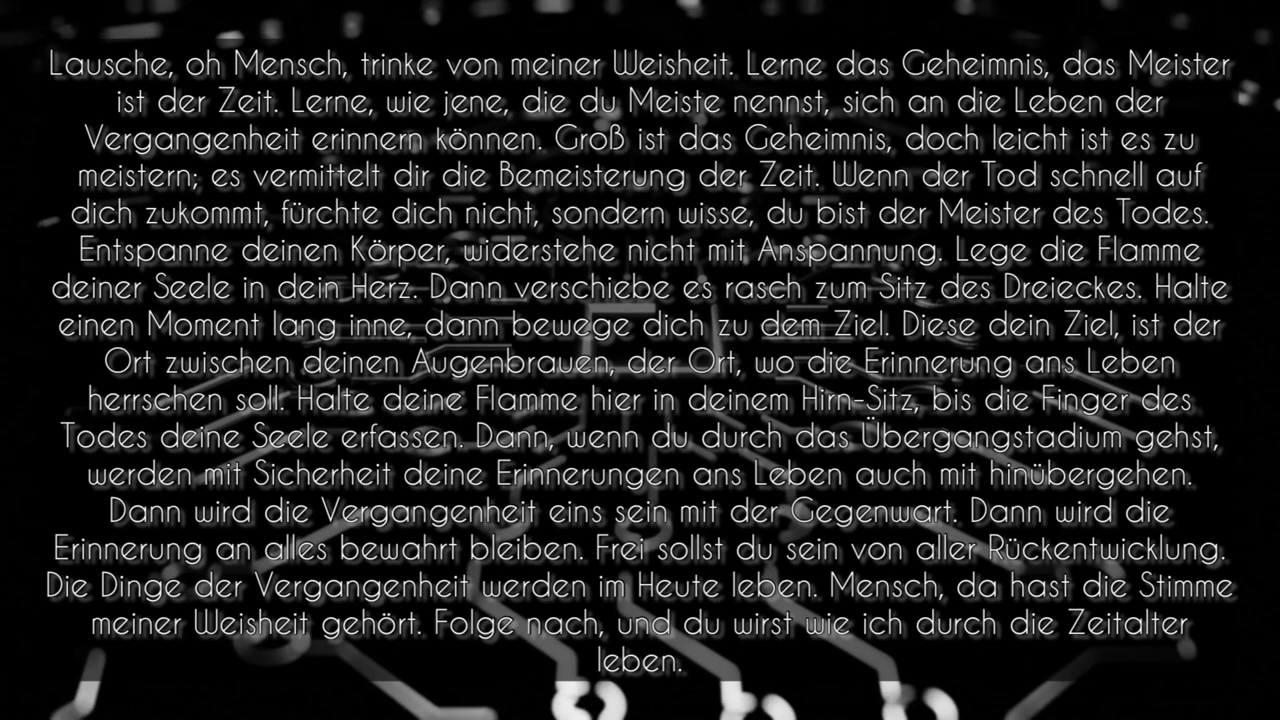 Lausche, oh Mensch, trinke von meiner Weisheit. Lerne das Geheimnis, das Meister
ist der Zeit. Lerne, wie jene, die du Meiste nennst, sich an die Leben der
Vergangenheit erinnern können. Groß ist das Geheimnis, doch leicht ist es zu
meistern; es vermittelt dir die Bemeisterung der Zeit. Wenn der Tod schnell auf
dich zukommt, fürchte dich nicht, sondern wisse, du bist der Meister des Todes.
Entspanne deinen Körper, widerstehe nicht mit Anspannung. Lege die Flamme
deiner Seele in dein Herz. Dann verschiebe es rasch zum Sitz des Dreieckes. Halte
einen Moment lang inne, dann bewege dich zu dem Ziel. Diese dein Ziel, ist der
Ort zwischen deinen Augenbrauen, der Ort, wo die Erinnerung ans Leben
herrschen soll. Halte deine Flamme hier in deinem Hirn-Sitz, bis die Finger des
Todes deine Seele erfassen. Dann, wenn du durch das Übergangstadium gehst,
werden mit Sicherheit deine Erinnerungen ans Leben auch mit hinübergehen.
Dann wird die Vergangenheit eins sein mit der Gegenwart. Dann wird die
Erinnerung an alles bewahrt bleiben. Frei sollst du sein von aller Rückentwicklung.
Die Dinge der Vergangenheit werden im Heute leben. Mensch, da hast die Stimme
meiner Weisheit gehört. Folge nach, und du wirst wie ich durch die Zeitalter
leben.